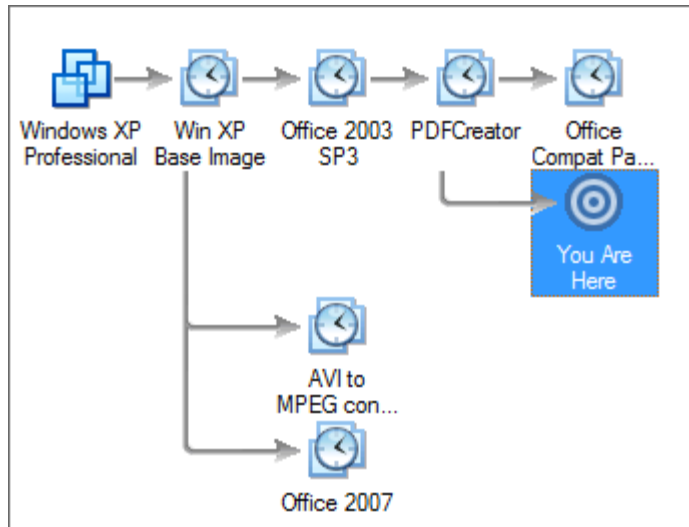 Windows XP
Professional
Win XP
Base Image
Office 2003
SP3
PDFCreator
Office
Compat Pa...
You Are
Here
AVI to
MPEG con...
Office 2007